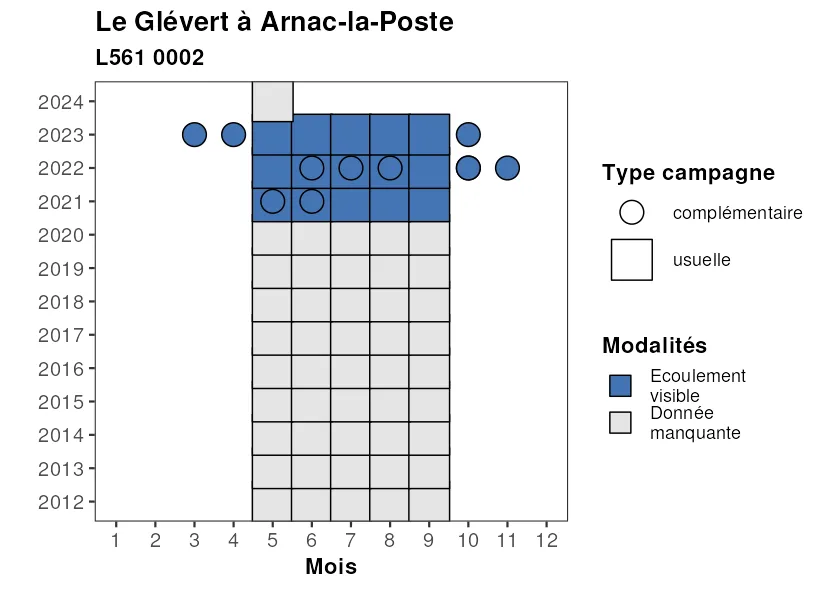 Le Glévert à Arnac-la-Poste
L561 0002
2024
2023
2022
2021
2020
2019
2018
2017
2016
2015
2014
2013
2012
1 2 3 4 5 6 7 8 9 10 11 12
Mois
Type campagne
complémentaire
usuelle
Modalités
Ecoulement
visible
Donnée
manquante